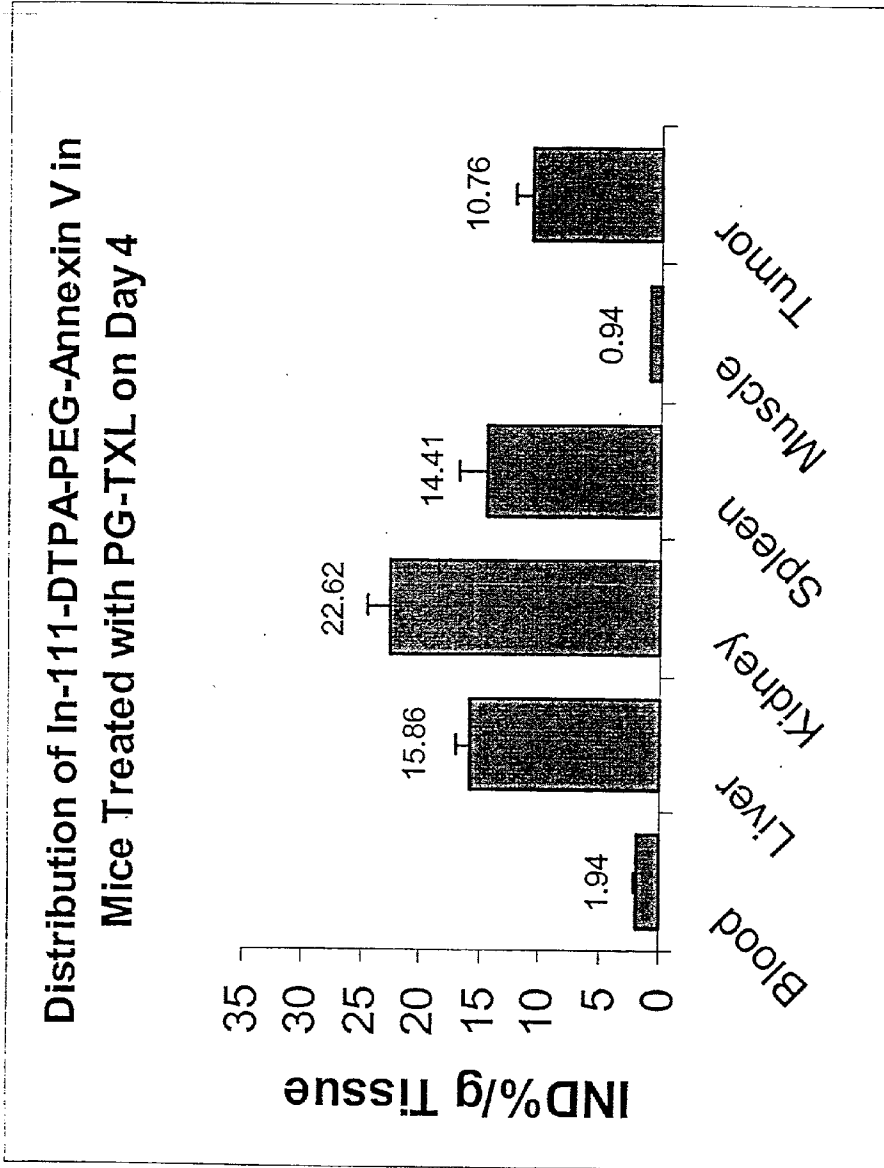 Distribution of In-111-DTPA-PEG-Annexin V in
Mice Treated with PG-TXL on Day 4
IND%/g Tissue
35
30
25
20
15
10
5
0
1.94
15.86
22.62
14.41
0.94
10.76
Blood
Liver
Kidney
Spleen
Muscle
Tumor